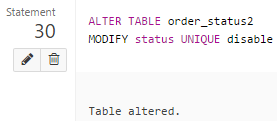 Statement
30
ALTER TABLE order_status2
MODIFY status UNIQUE disable
Table altered.